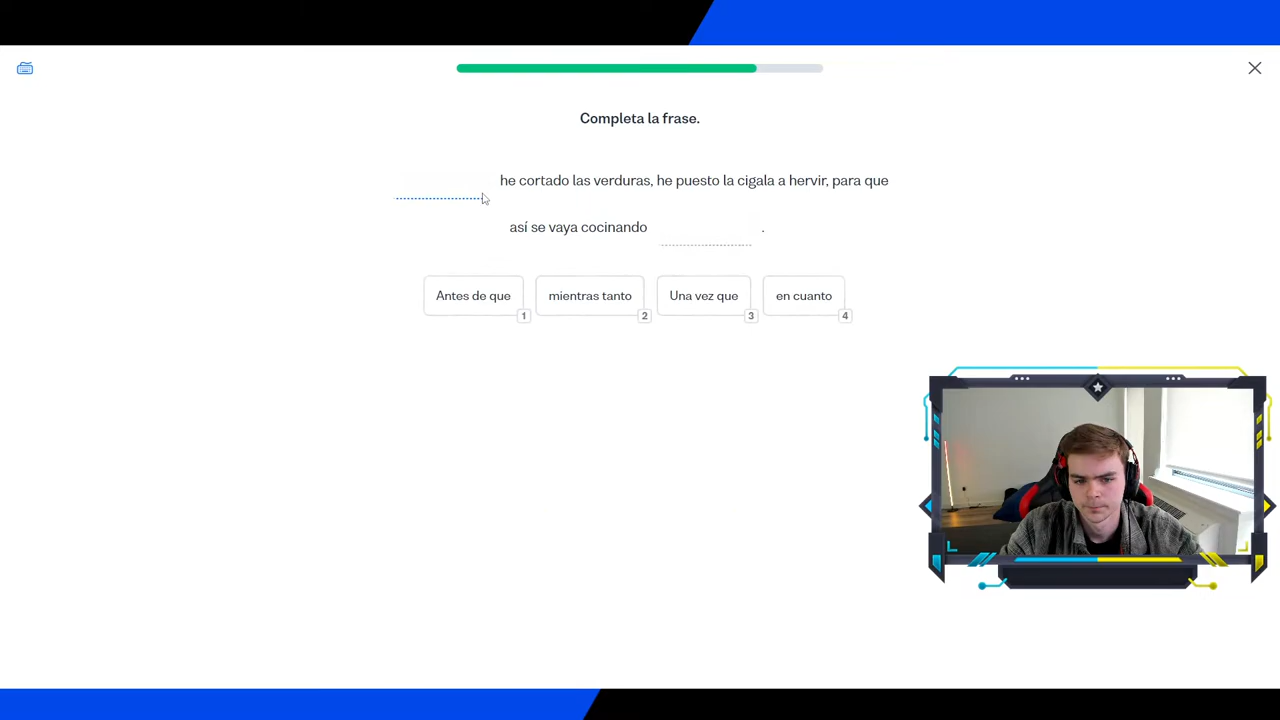 Completa la frase.
he cortado las verduras, he puesto la cigala a hervir, para que
así se vaya cocinando .
Antes de que mientras tanto Una vez que en cuanto
1 2 3 4